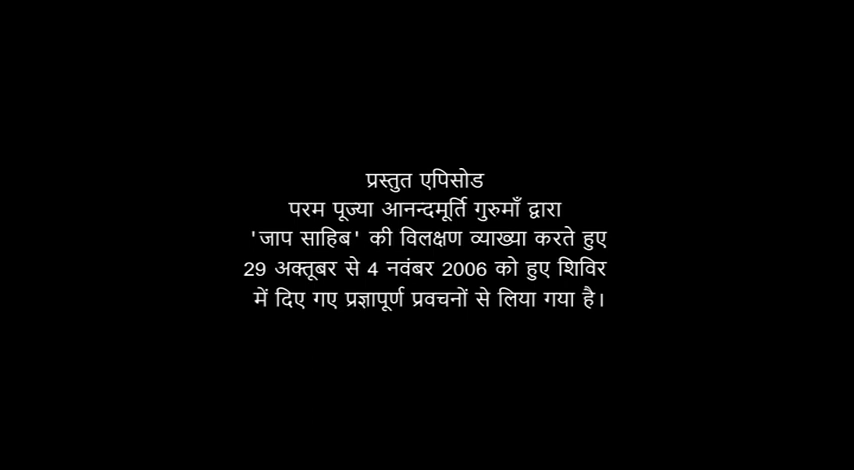 प्रस्तुत एपिसोड
परम पूज्या आनन्दमूर्ति गुरुमाँ द्वारा
'जाप साहिब' की विलक्षण व्याख्या करते हुए
29 अक्तूबर से 4 नवंबर 2006 को हुए शिविर
में दिए गए प्रज्ञापूर्ण प्रवचनों से लिया गया है।